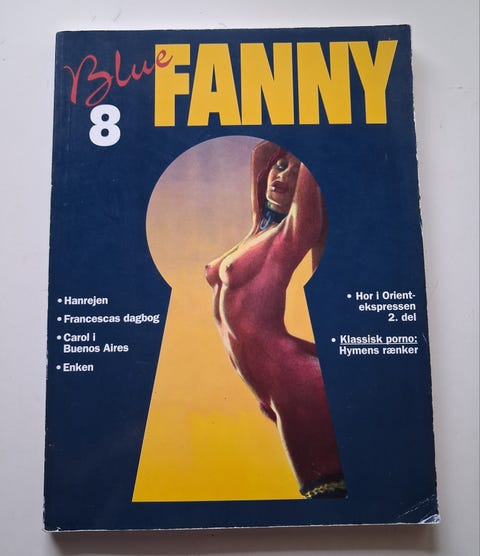 Blue
FANNY
8
• Hanrejen
• Francescas dagbog
• Carol i
Buenos Aires
• Enken
• Hor i Orient-
ekspressen
2. del
• Klassisk porno:
Hymens rænker